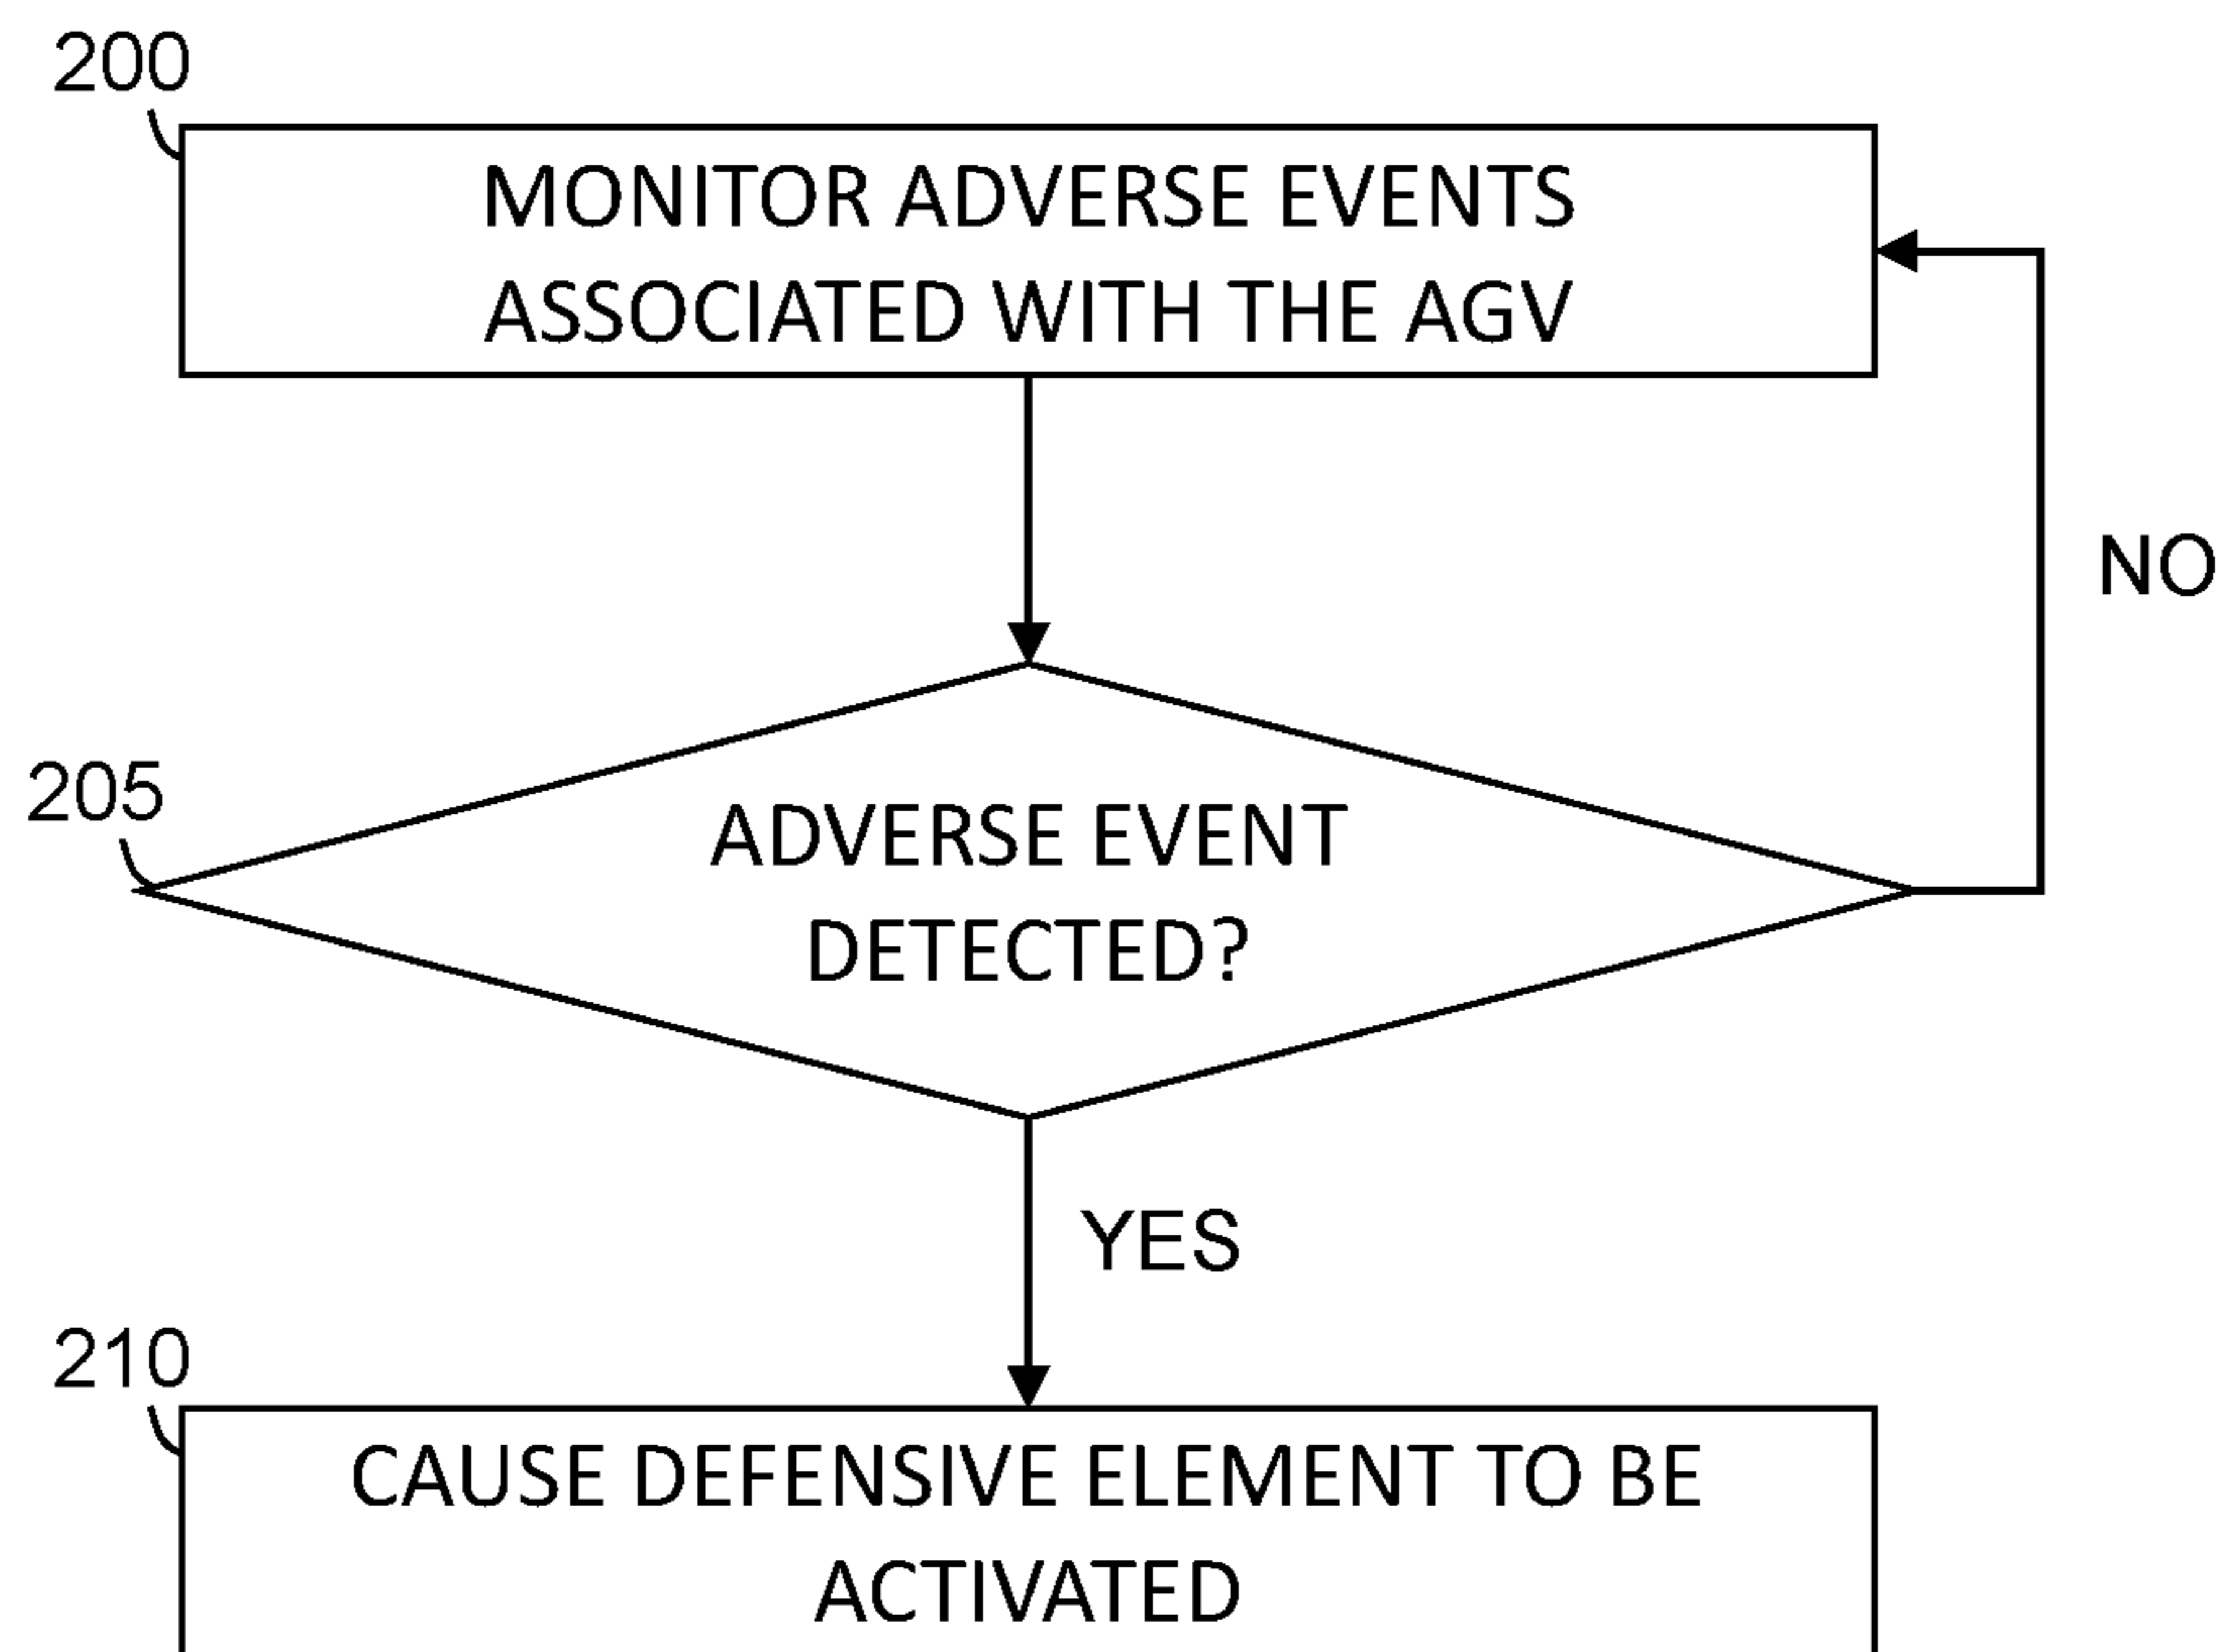 200
MONITOR ADVERSE EVENTS
ASSOCIATED WITH THE AGV
NO
205
ADVERSE EVENT
DETECTED?
YES
210
CAUSE DEFENSIVE ELEMENT TO BE
ACTIVATED